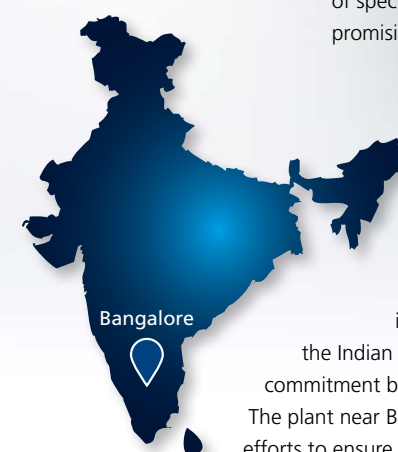 of spec
promisi
Bangalore
i
the Indian
commitment b
The plant near B
efforts to ensure